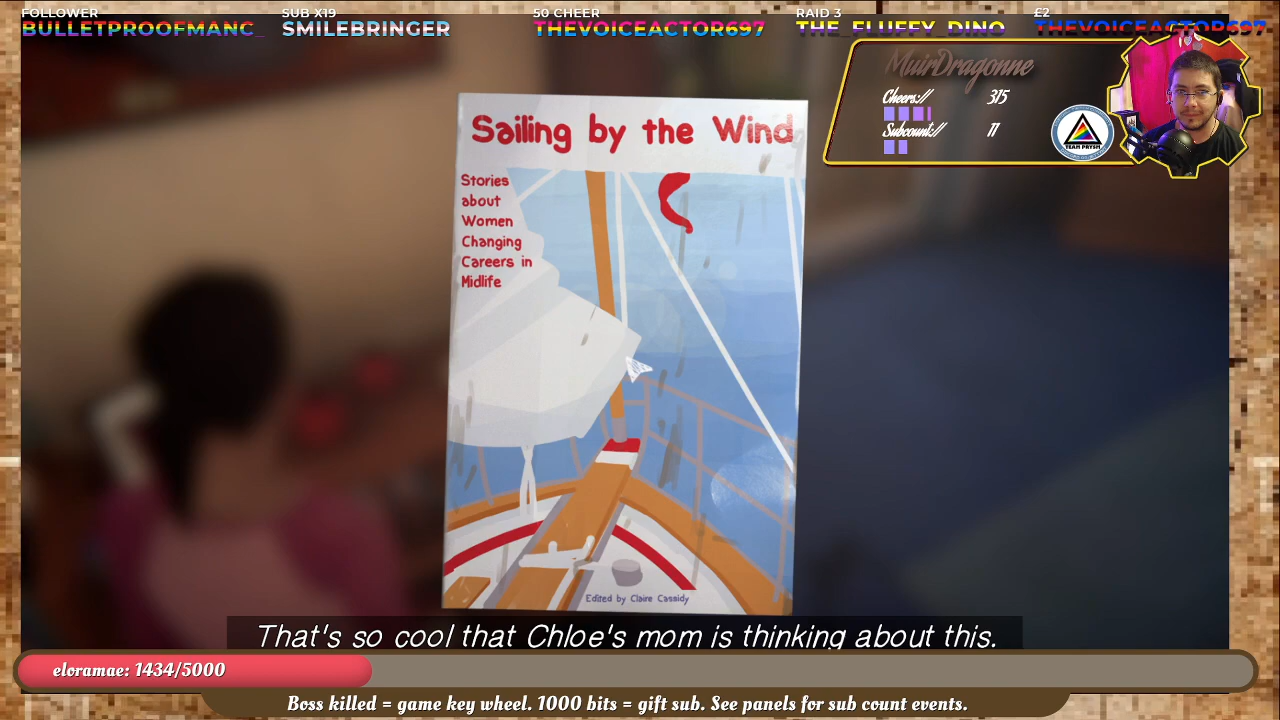 FOLLOWER
BULLETPROOFMANC_
SUB X19
SMILEBRINGER
50 CHEER
THEVOICEACTOR697
RAID 3
THE_FLUFFY_DINO
£2
THEVOICEACTOR697
MuirDragonne
Cheers:// 315
Subcount:// 11
TEAM PRYSM
Sailing by the Wind
Stories
about
Women
Changing
Careers in
Midlife
Edited by Claire Cassidy
That's so cool that Chloe's mom is thinking about this.
eloramae: 1434/5000
Boss killed = game key wheel. 1000 bits = gift sub. See panels for sub count events.